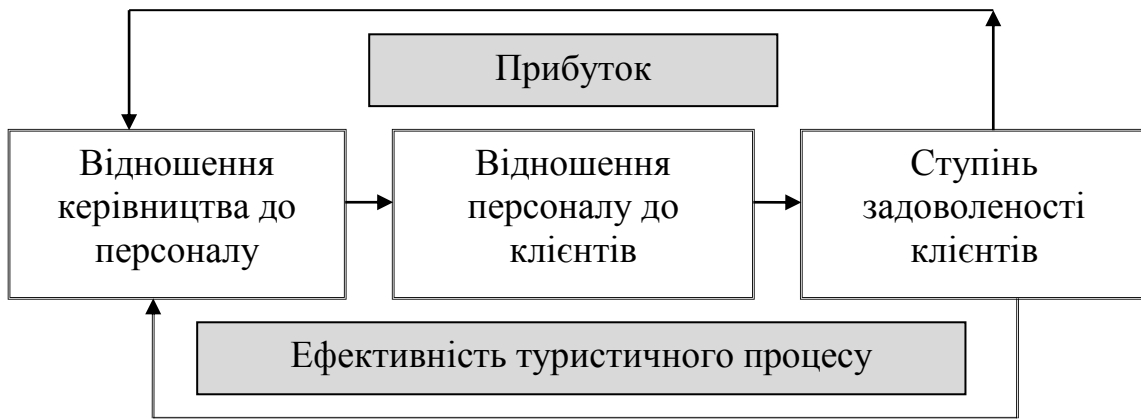 Прибуток
Відношення
керівництва до
персоналу
Відношення
персоналу до
клієнтів
Ступінь
задоволеності
клієнтів
Ефективність туристичного процесу